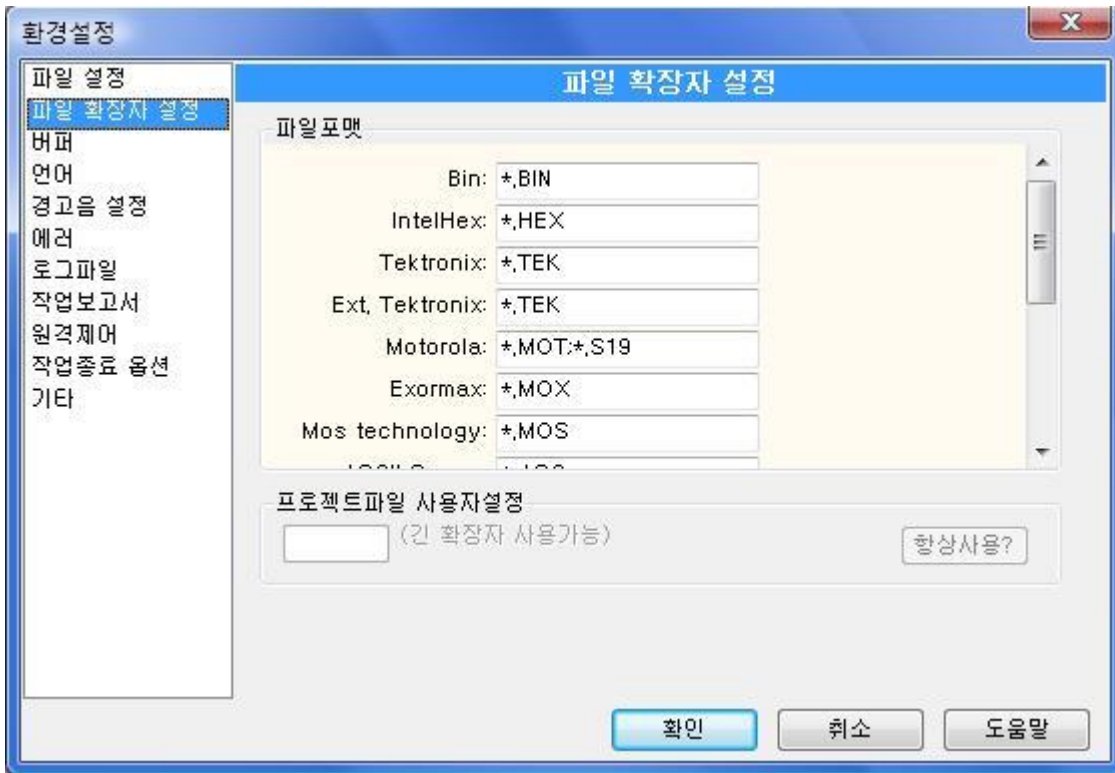 환경설정
파일 설정
파일 확장자 설정
버퍼
언어
경고음 설정
에러
로그파일
작업보고서
원격제어
작업종료 옵션
기타
파일 확장자 설정
파일포맷
Bin: *.BIN
IntelHex: *.HEX
Tektronix: *.TEK
Ext. Tektronix: *.TEK
Motorola: *.MOT;*.S19
Exormax: *.MOX
Mos technology: *.MOS
프로젝트파일 사용자설정
(긴 확장자 사용가능)
항상사용?
확인
취소
도움말